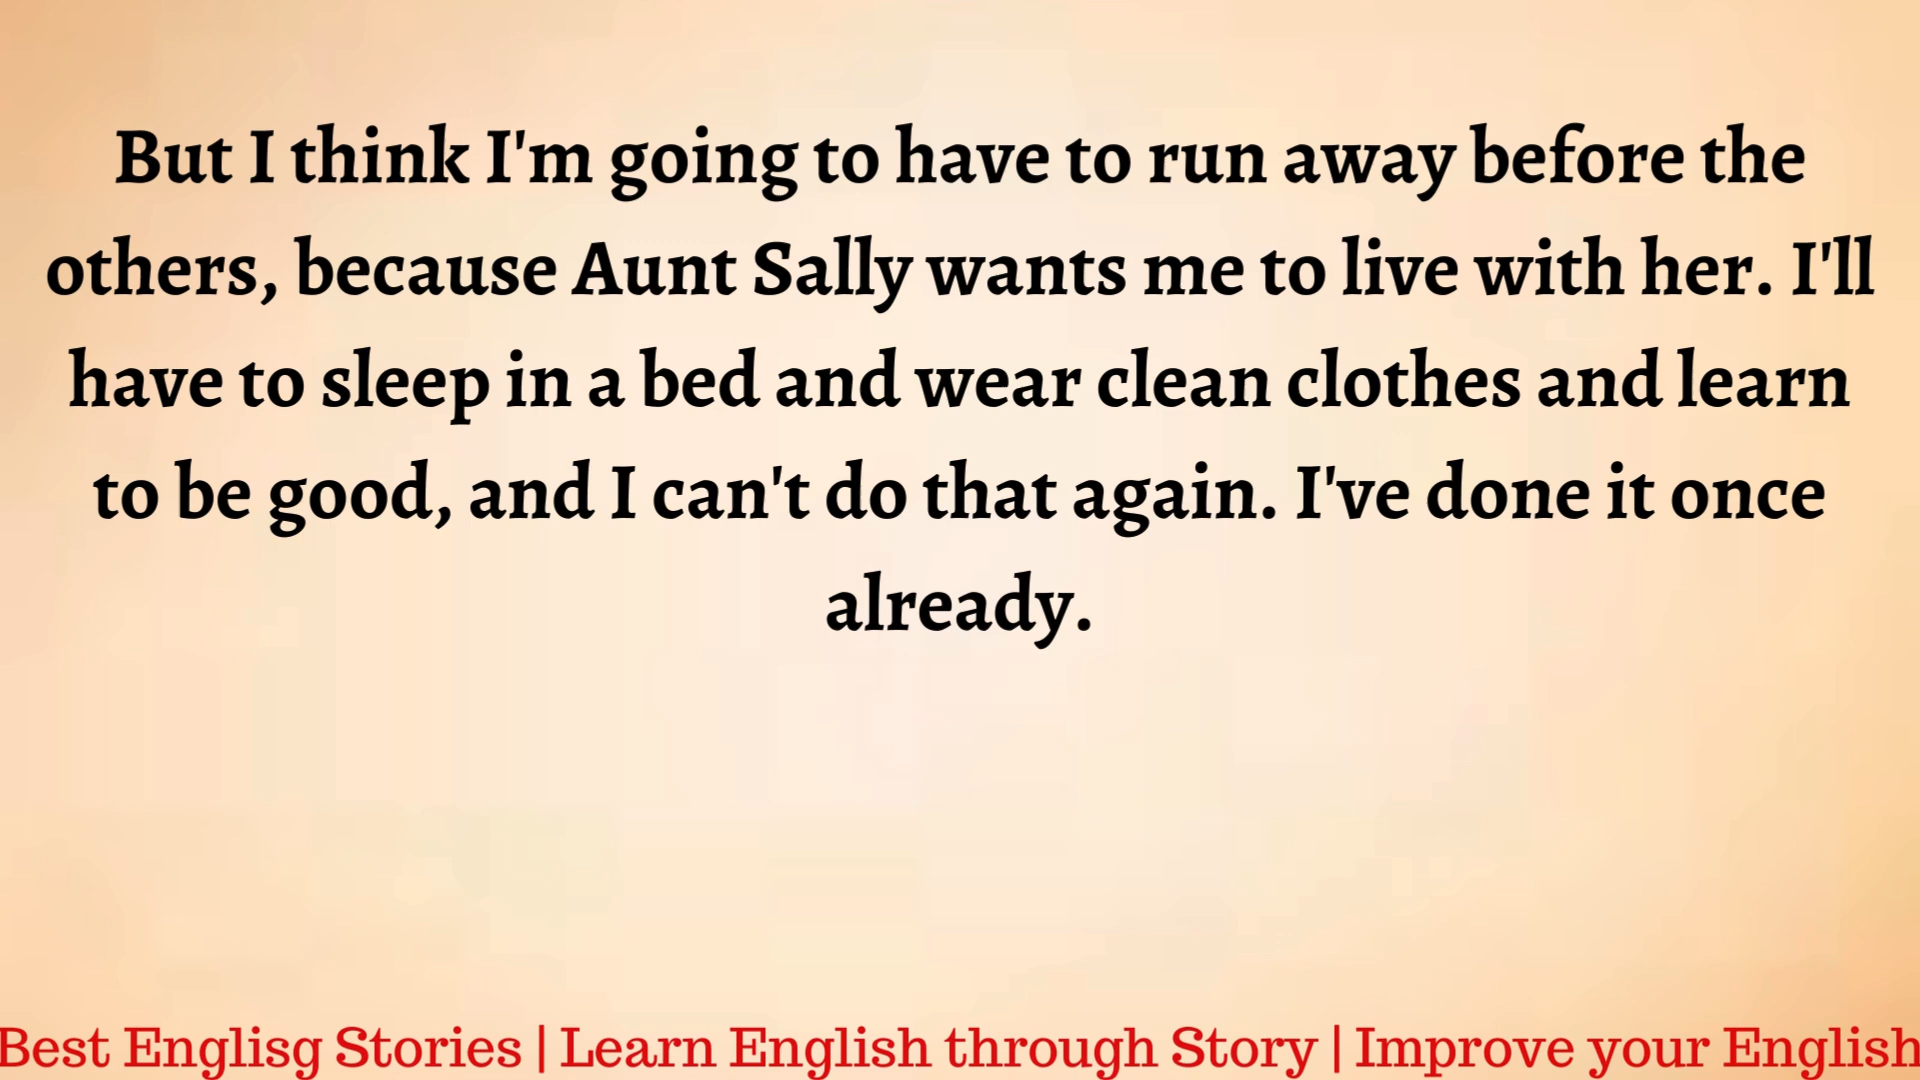 But I think I'm going to have to run away before the
others, because Aunt Sally wants me to live with her. I'll
have to sleep in a bed and wear clean clothes and learn
to be good, and I can't do that again. I've done it once
already.
Best Englisg Stories | Learn English through Story | Improve your English